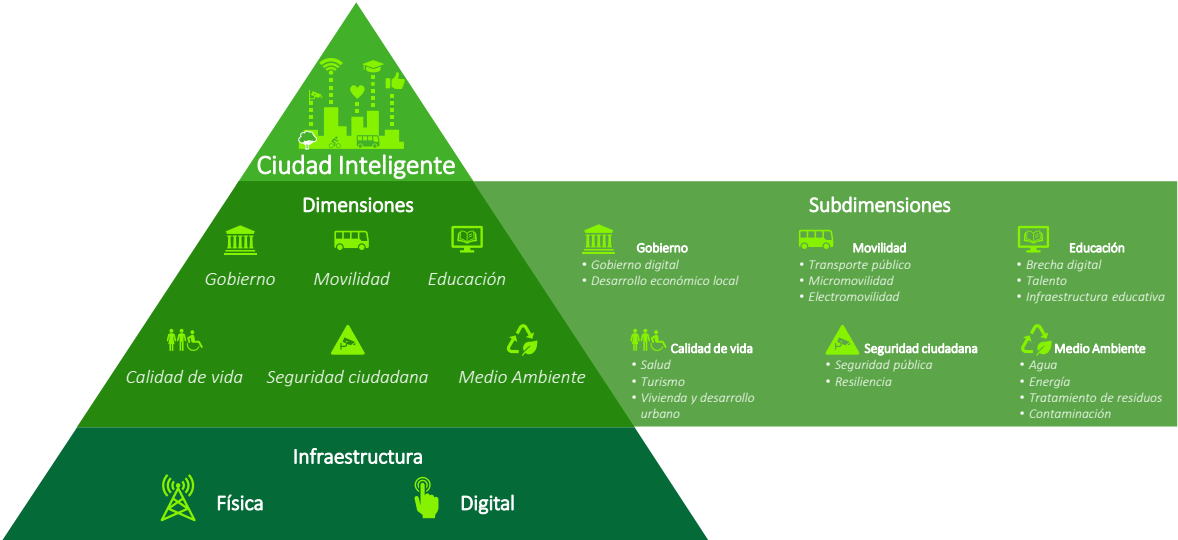 Ciudad Inteligente
Dimensiones
Gobierno
Movilidad
Educación
Calidad de vida
Seguridad ciudadana
Medio Ambiente
Subdimensiones
Gobierno
• Gobierno digital
• Desarrollo económico local
Movilidad
• Transporte público
• Micromovilidad
• Electromovilidad
Educación
• Brecha digital
• Talento
• Infraestructura educativa
Calidad de vida
• Salud
• Turismo
• Vivienda y desarrollo
urbano
Seguridad ciudadana
• Seguridad pública
• Resiliencia
Medio Ambiente
• Agua
• Energía
• Tratamiento de residuos
• Contaminación
Infraestructura
Física
Digital